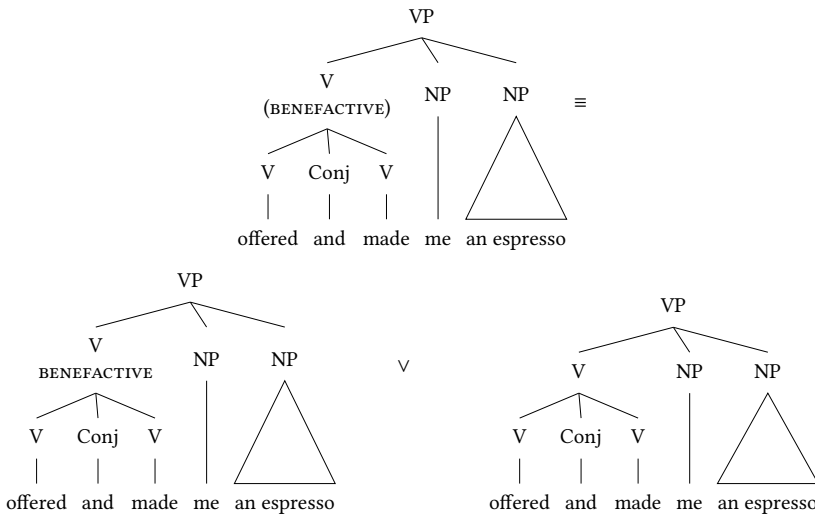 VP
V NP NP
(BENEFACTIVE) ≡
V Conj V
offered and made me an espresso
VP
V NP NP
BENEFACTIVE
V Conj V
offered and made me an espresso
∨
VP
V NP NP
V Conj V
offered and made me an espresso